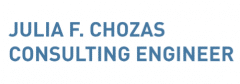 JULIA F. CHOZAS
CONSULTING ENGINEER